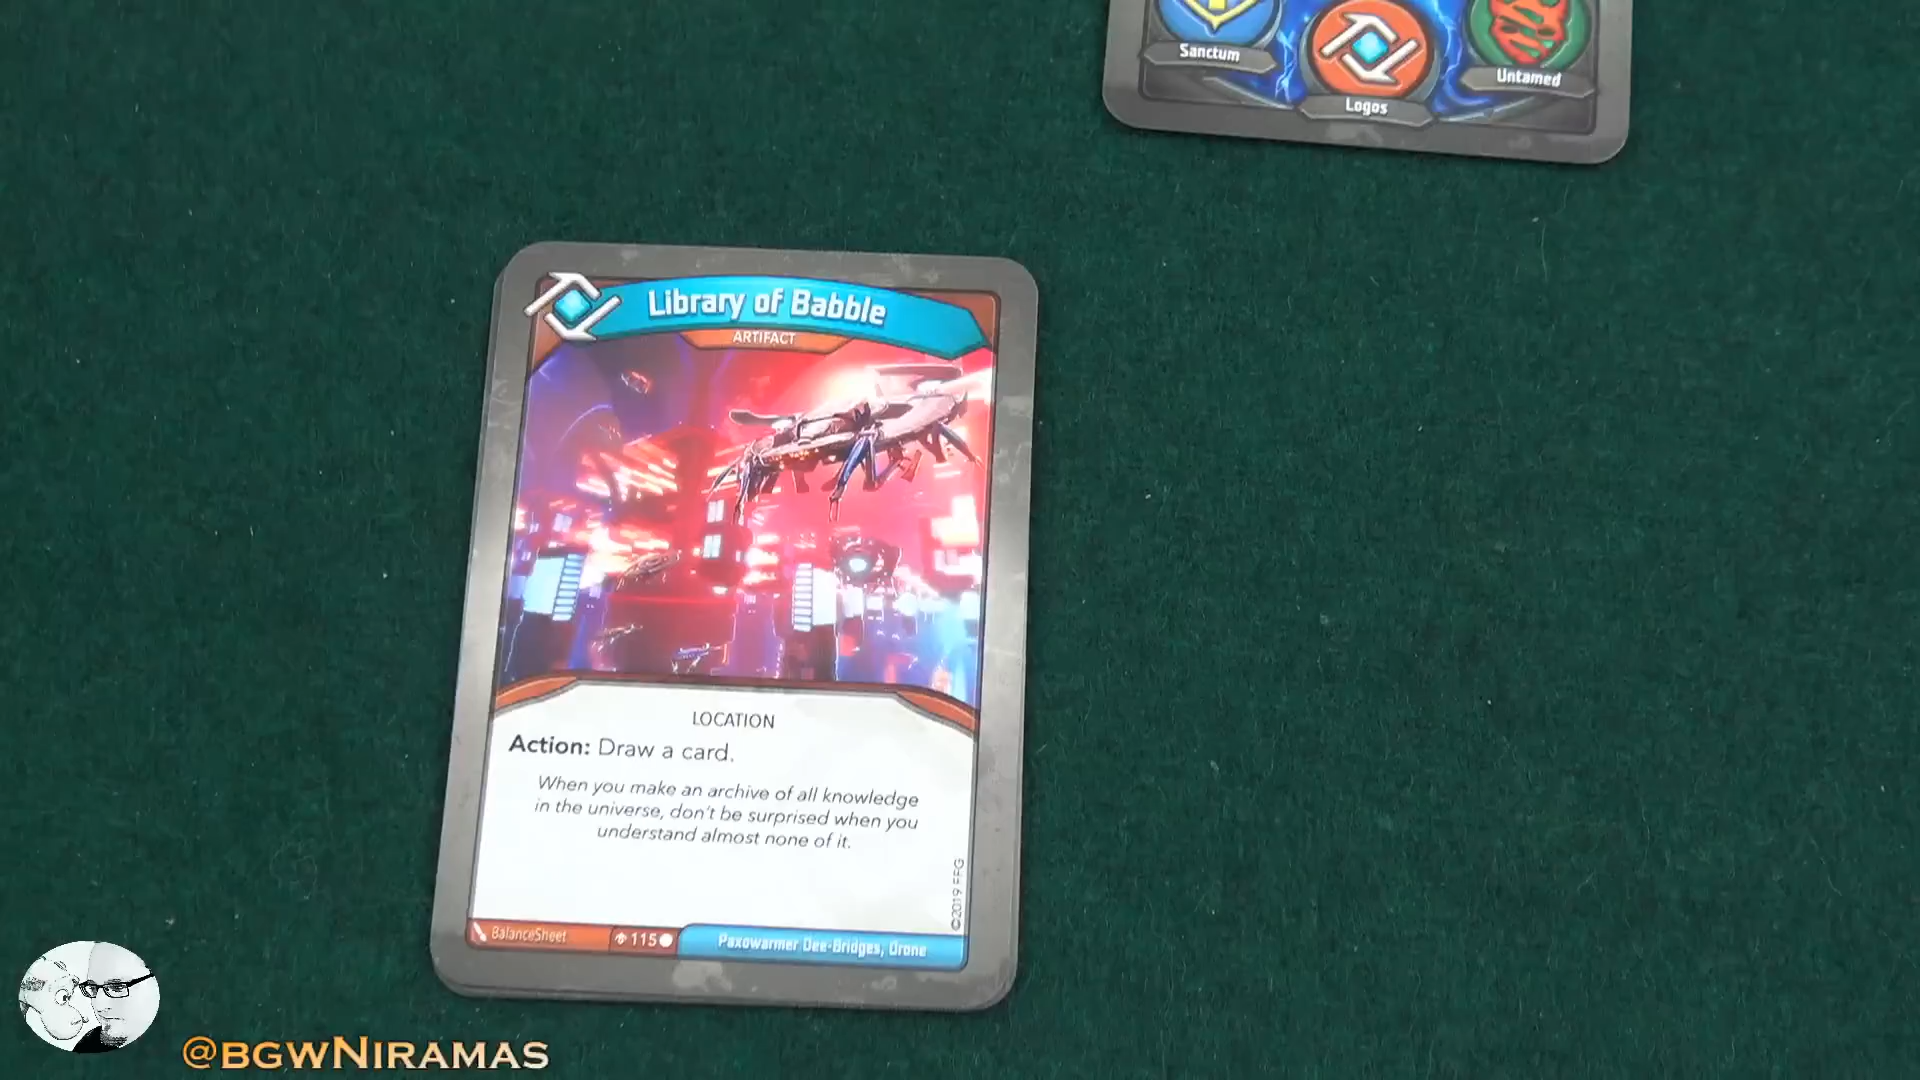 Sanctum
Logos
Untamed
Library of Babble
ARTIFACT
LOCATION
Action: Draw a card.
When you make an archive of all knowledge
in the universe, don't be surprised when you
understand almost none of it.
©2019 FFG
BalanceSheet
115
Paxowarmer Dee-Bridges, Drone
@BGWNIRAMAS